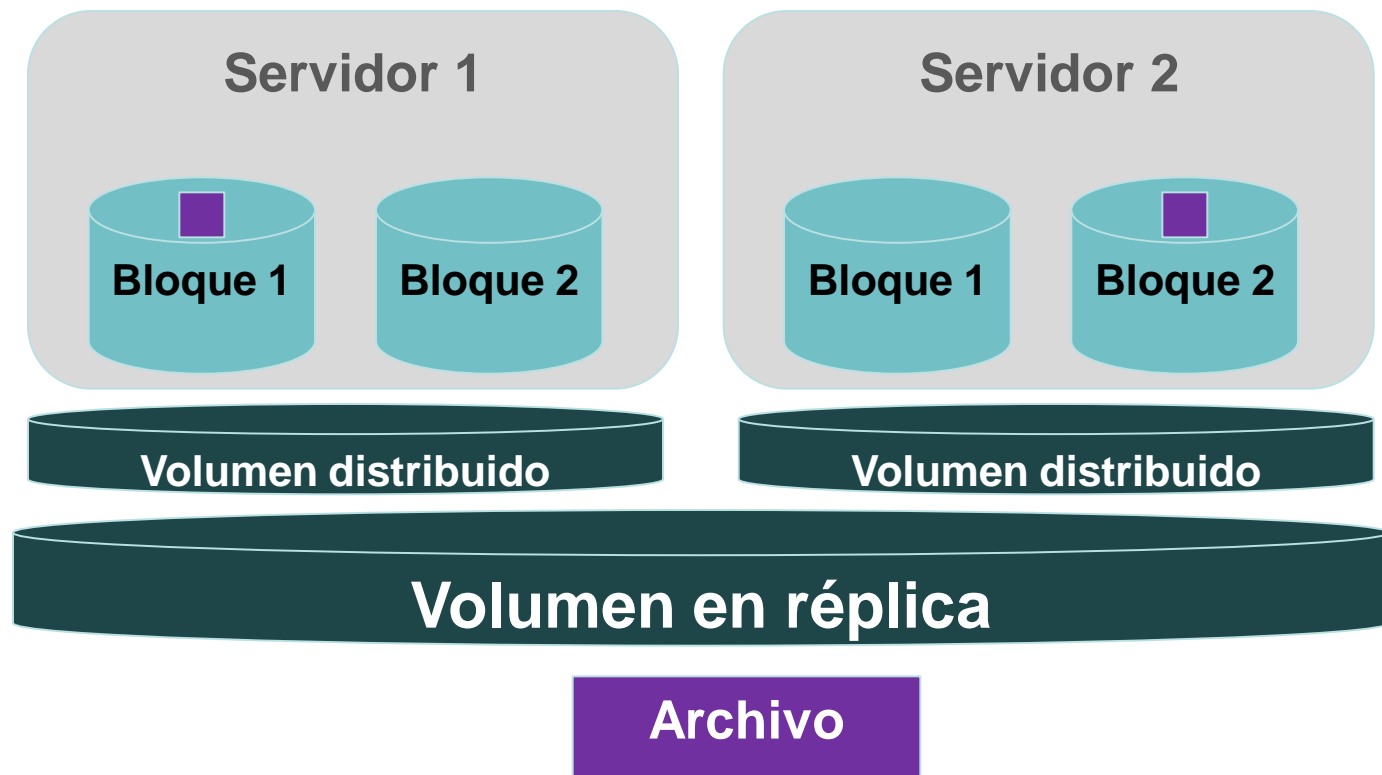 Servidor 1
Servidor 2
Bloque 1
Bloque 2
Bloque 1
Bloque 2
Volumen distribuido
Volumen distribuido
Volumen en réplica
Archivo